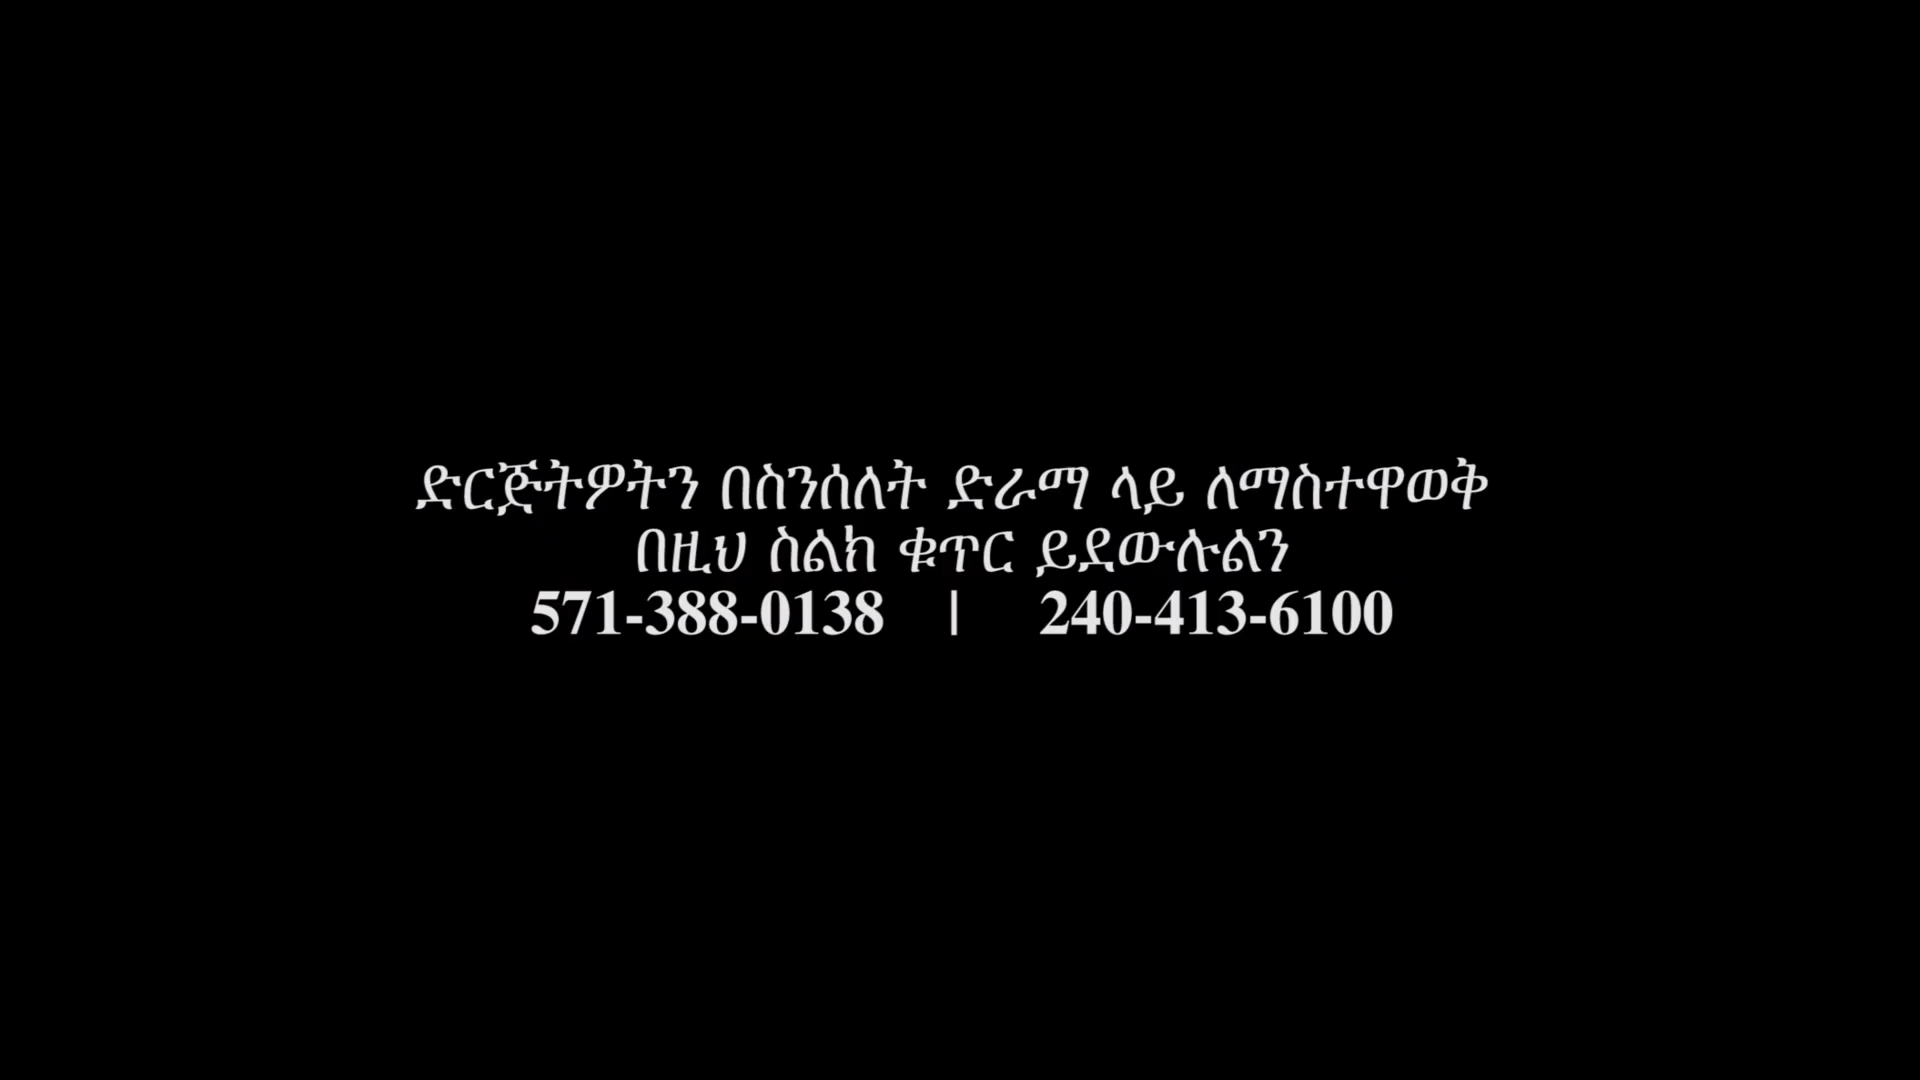 ድርጅትዎትን በስንሰለት ድራማ ላይ ለማስተዋወቅ
በዚህ ስልክ ቁጥር ይደውሉልን
571-388-0138 | 240-413-6100